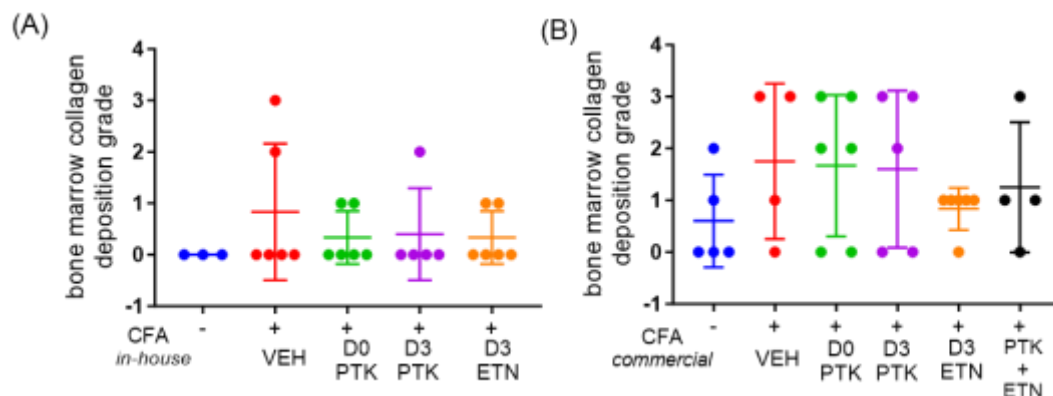 (A)
bone marrow collagen
deposition grade
4
3
2
1
0
-1
CFA - + + + +
in-house VEH D0 D3 D3
PTK PTK ETN
(B)
bone marrow collagen
deposition grade
4
3
2
1
0
-1
CFA - + + + + +
commercial VEH D0 D3 D3 PTK
PTK PTK ETN +
ETN